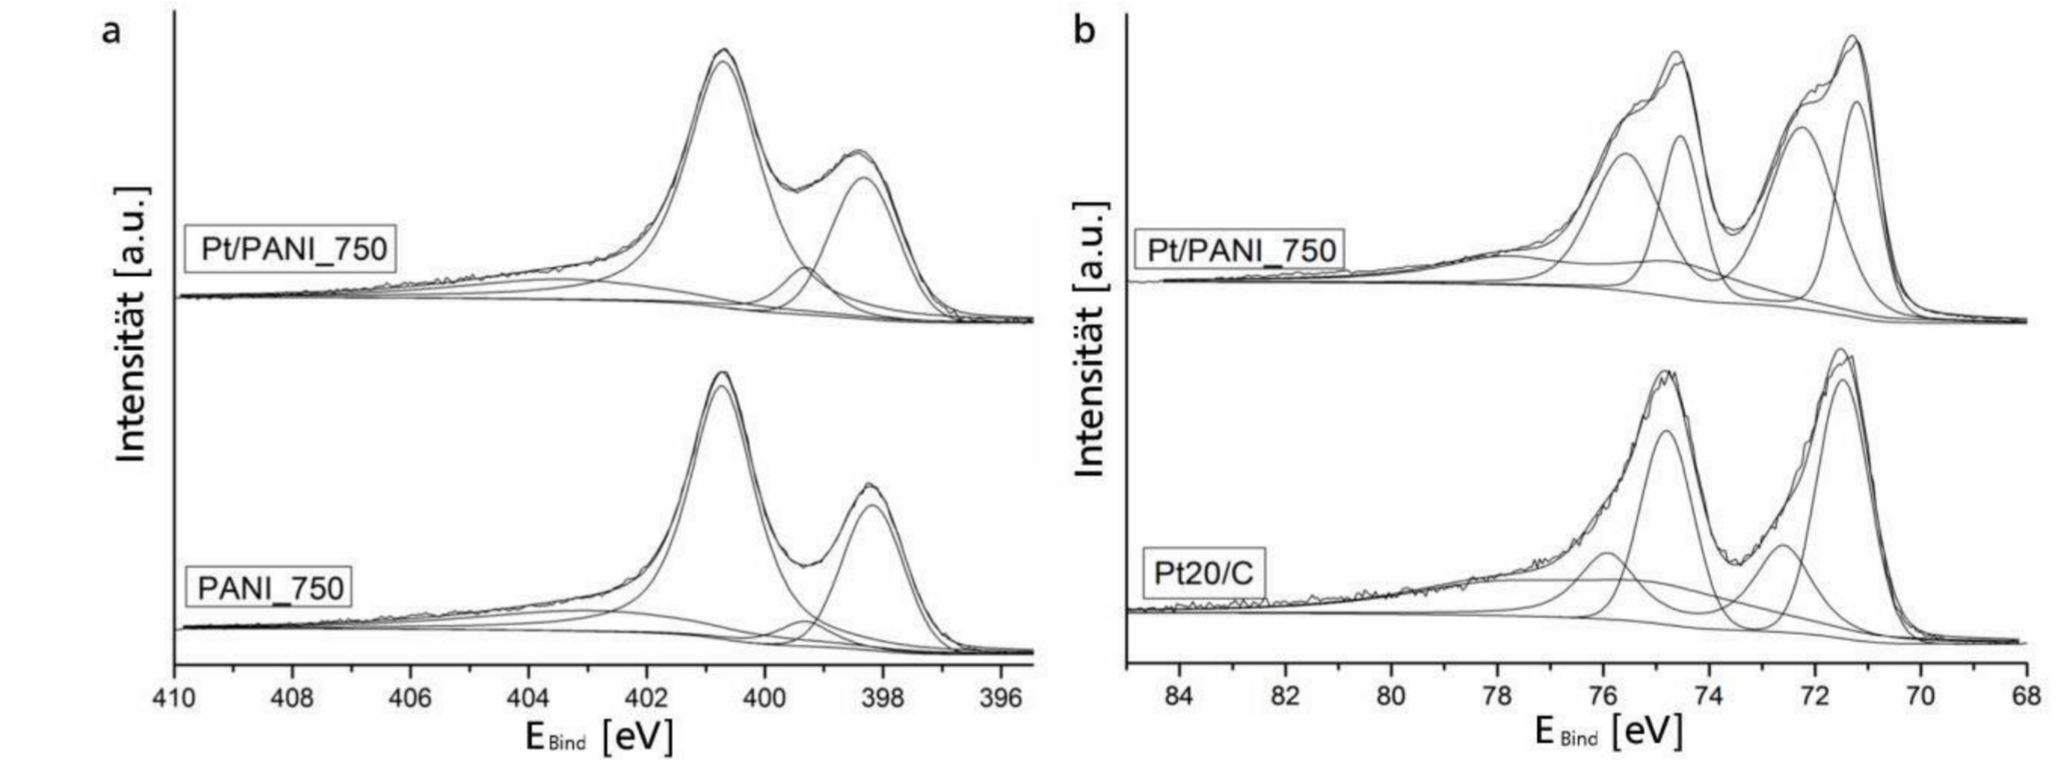 a
Intensität [a.u.]
Pt/PANI_750
PANI_750
410 408 406 404 402 400 398 396
E Bind [eV]
b
Intensität [a.u.]
Pt/PANI_750
Pt20/C
84 82 80 78 76 74 72 70 68
E Bind [eV]